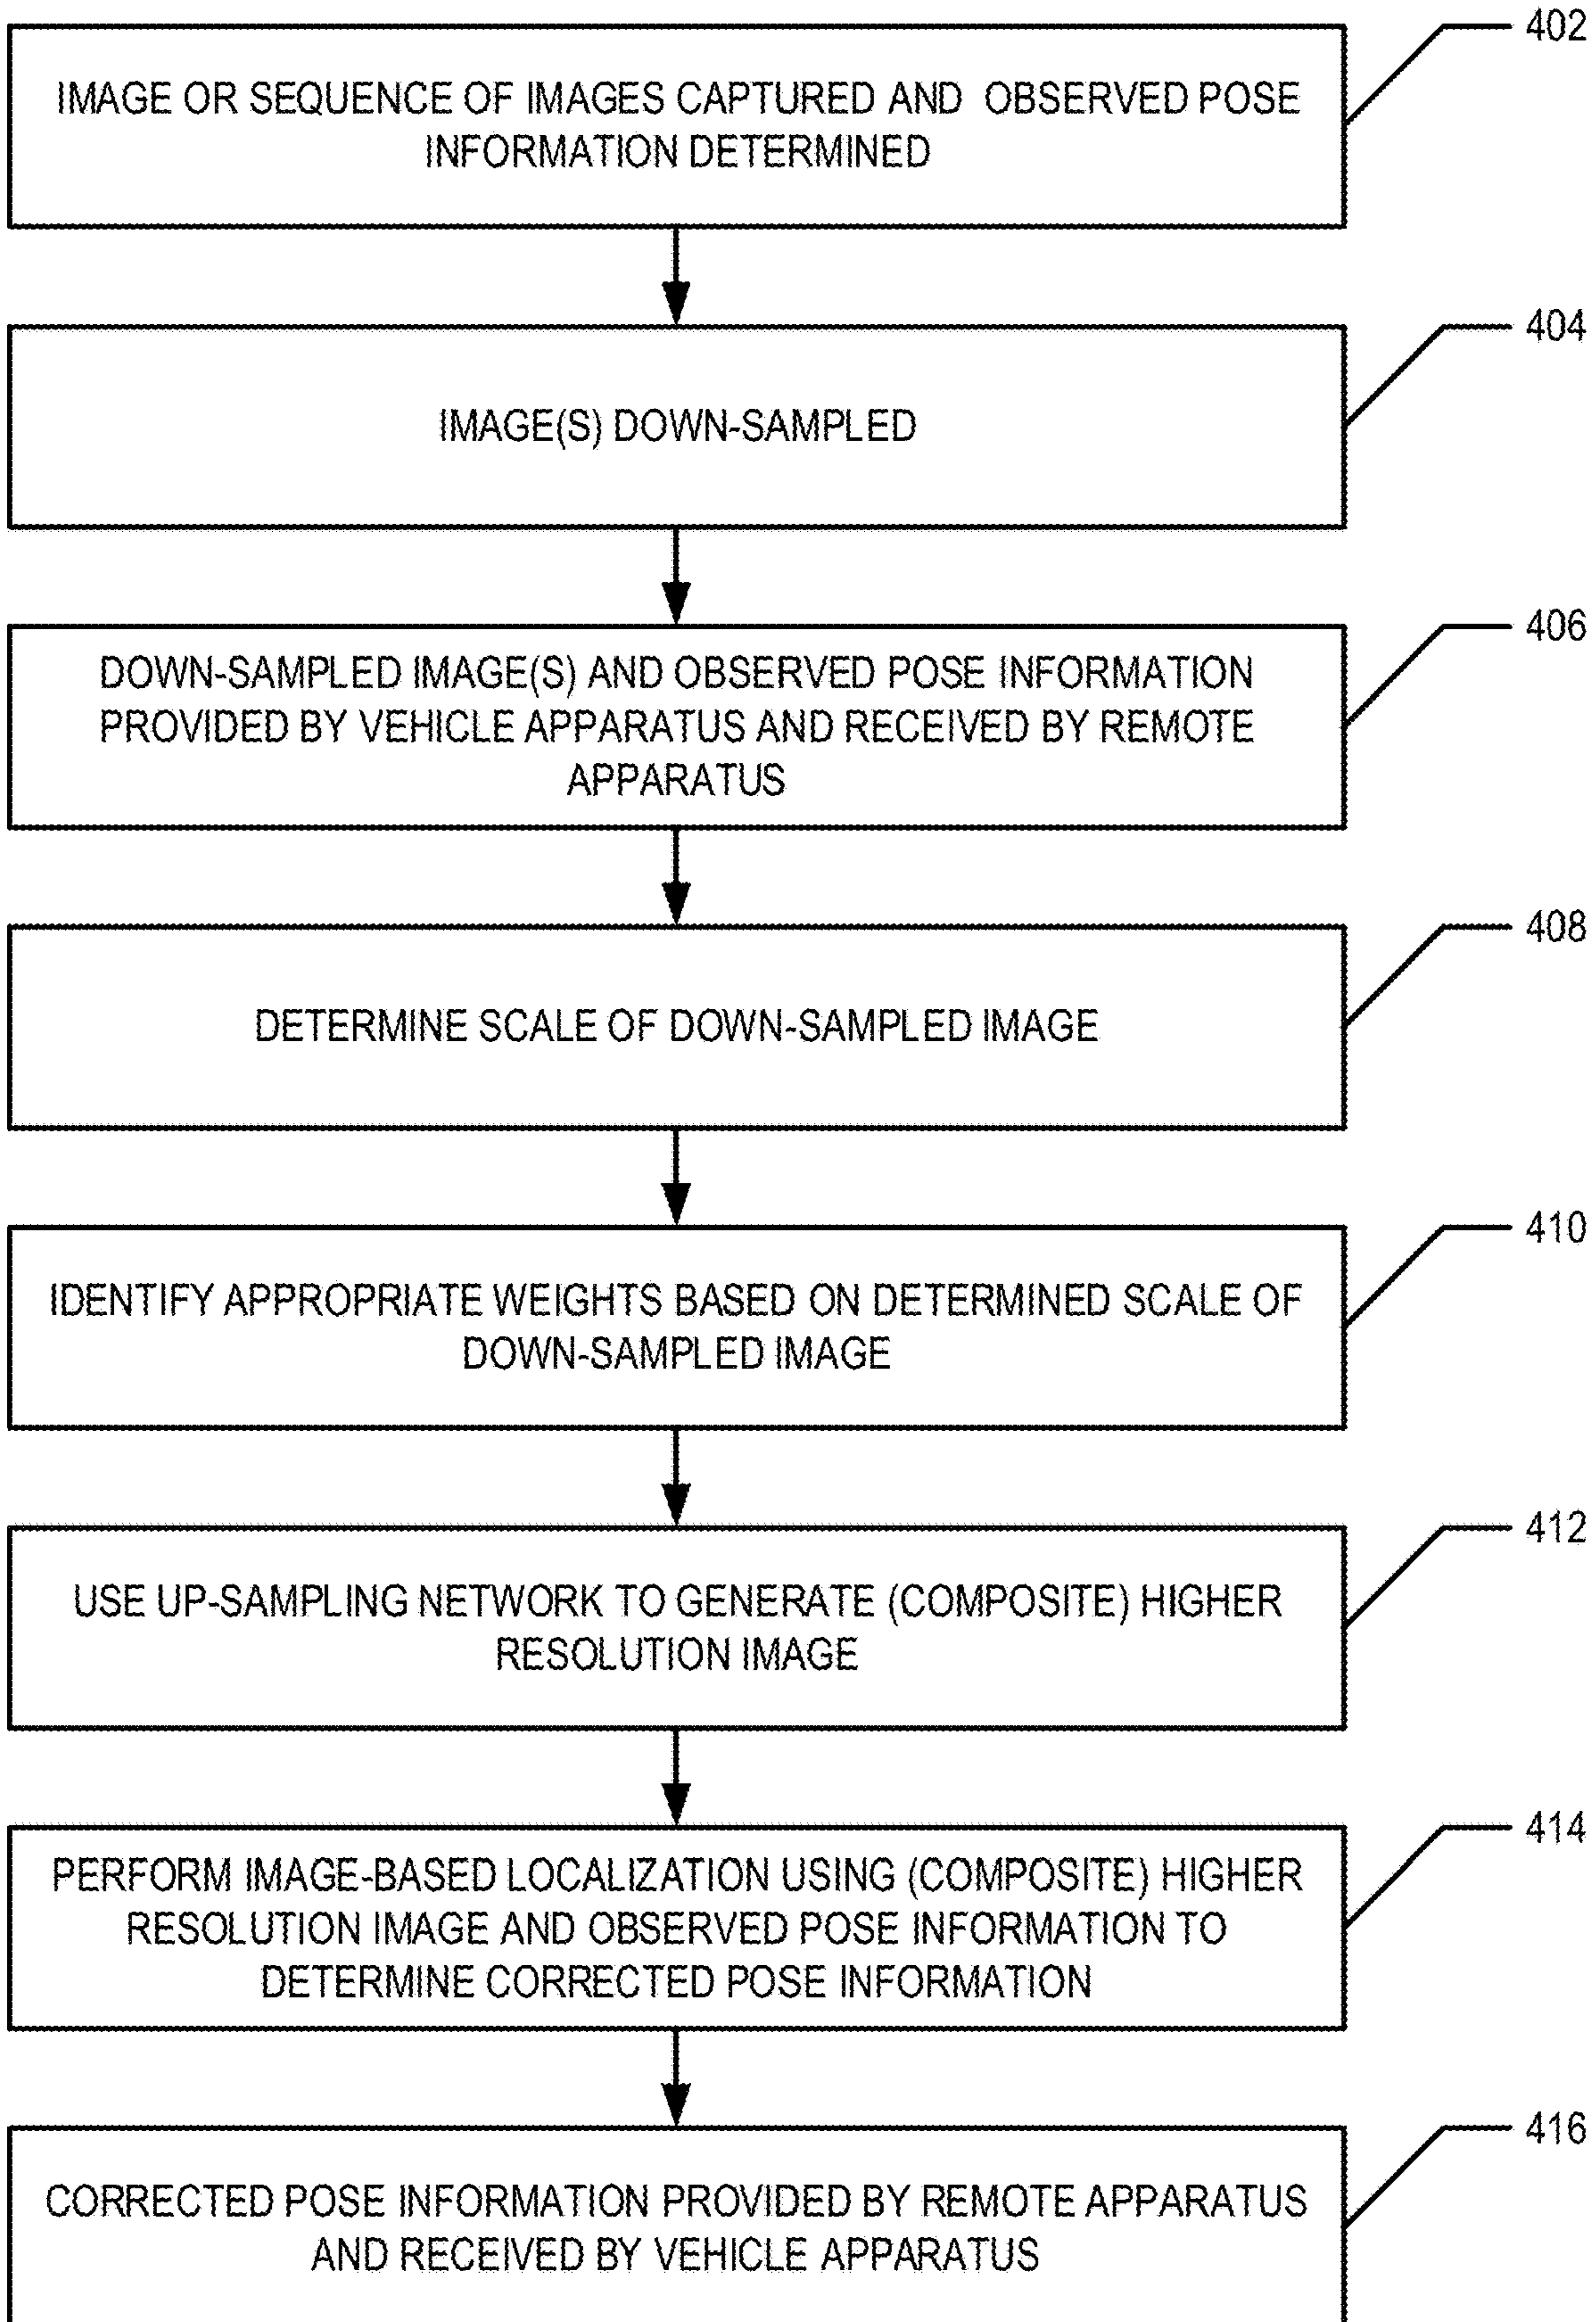 402
IMAGE OR SEQUENCE OF IMAGES CAPTURED AND OBSERVED POSE
INFORMATION DETERMINED
404
IMAGE(S) DOWN-SAMPLED
406
DOWN-SAMPLED IMAGE(S) AND OBSERVED POSE INFORMATION
PROVIDED BY VEHICLE APPARATUS AND RECEIVED BY REMOTE
APPARATUS
408
DETERMINE SCALE OF DOWN-SAMPLED IMAGE
410
IDENTIFY APPROPRIATE WEIGHTS BASED ON DETERMINED SCALE OF
DOWN-SAMPLED IMAGE
412
USE UP-SAMPLING NETWORK TO GENERATE (COMPOSITE) HIGHER
RESOLUTION IMAGE
414
PERFORM IMAGE-BASED LOCALIZATION USING (COMPOSITE) HIGHER
RESOLUTION IMAGE AND OBSERVED POSE INFORMATION TO
DETERMINE CORRECTED POSE INFORMATION
416
CORRECTED POSE INFORMATION PROVIDED BY REMOTE APPARATUS
AND RECEIVED BY VEHICLE APPARATUS